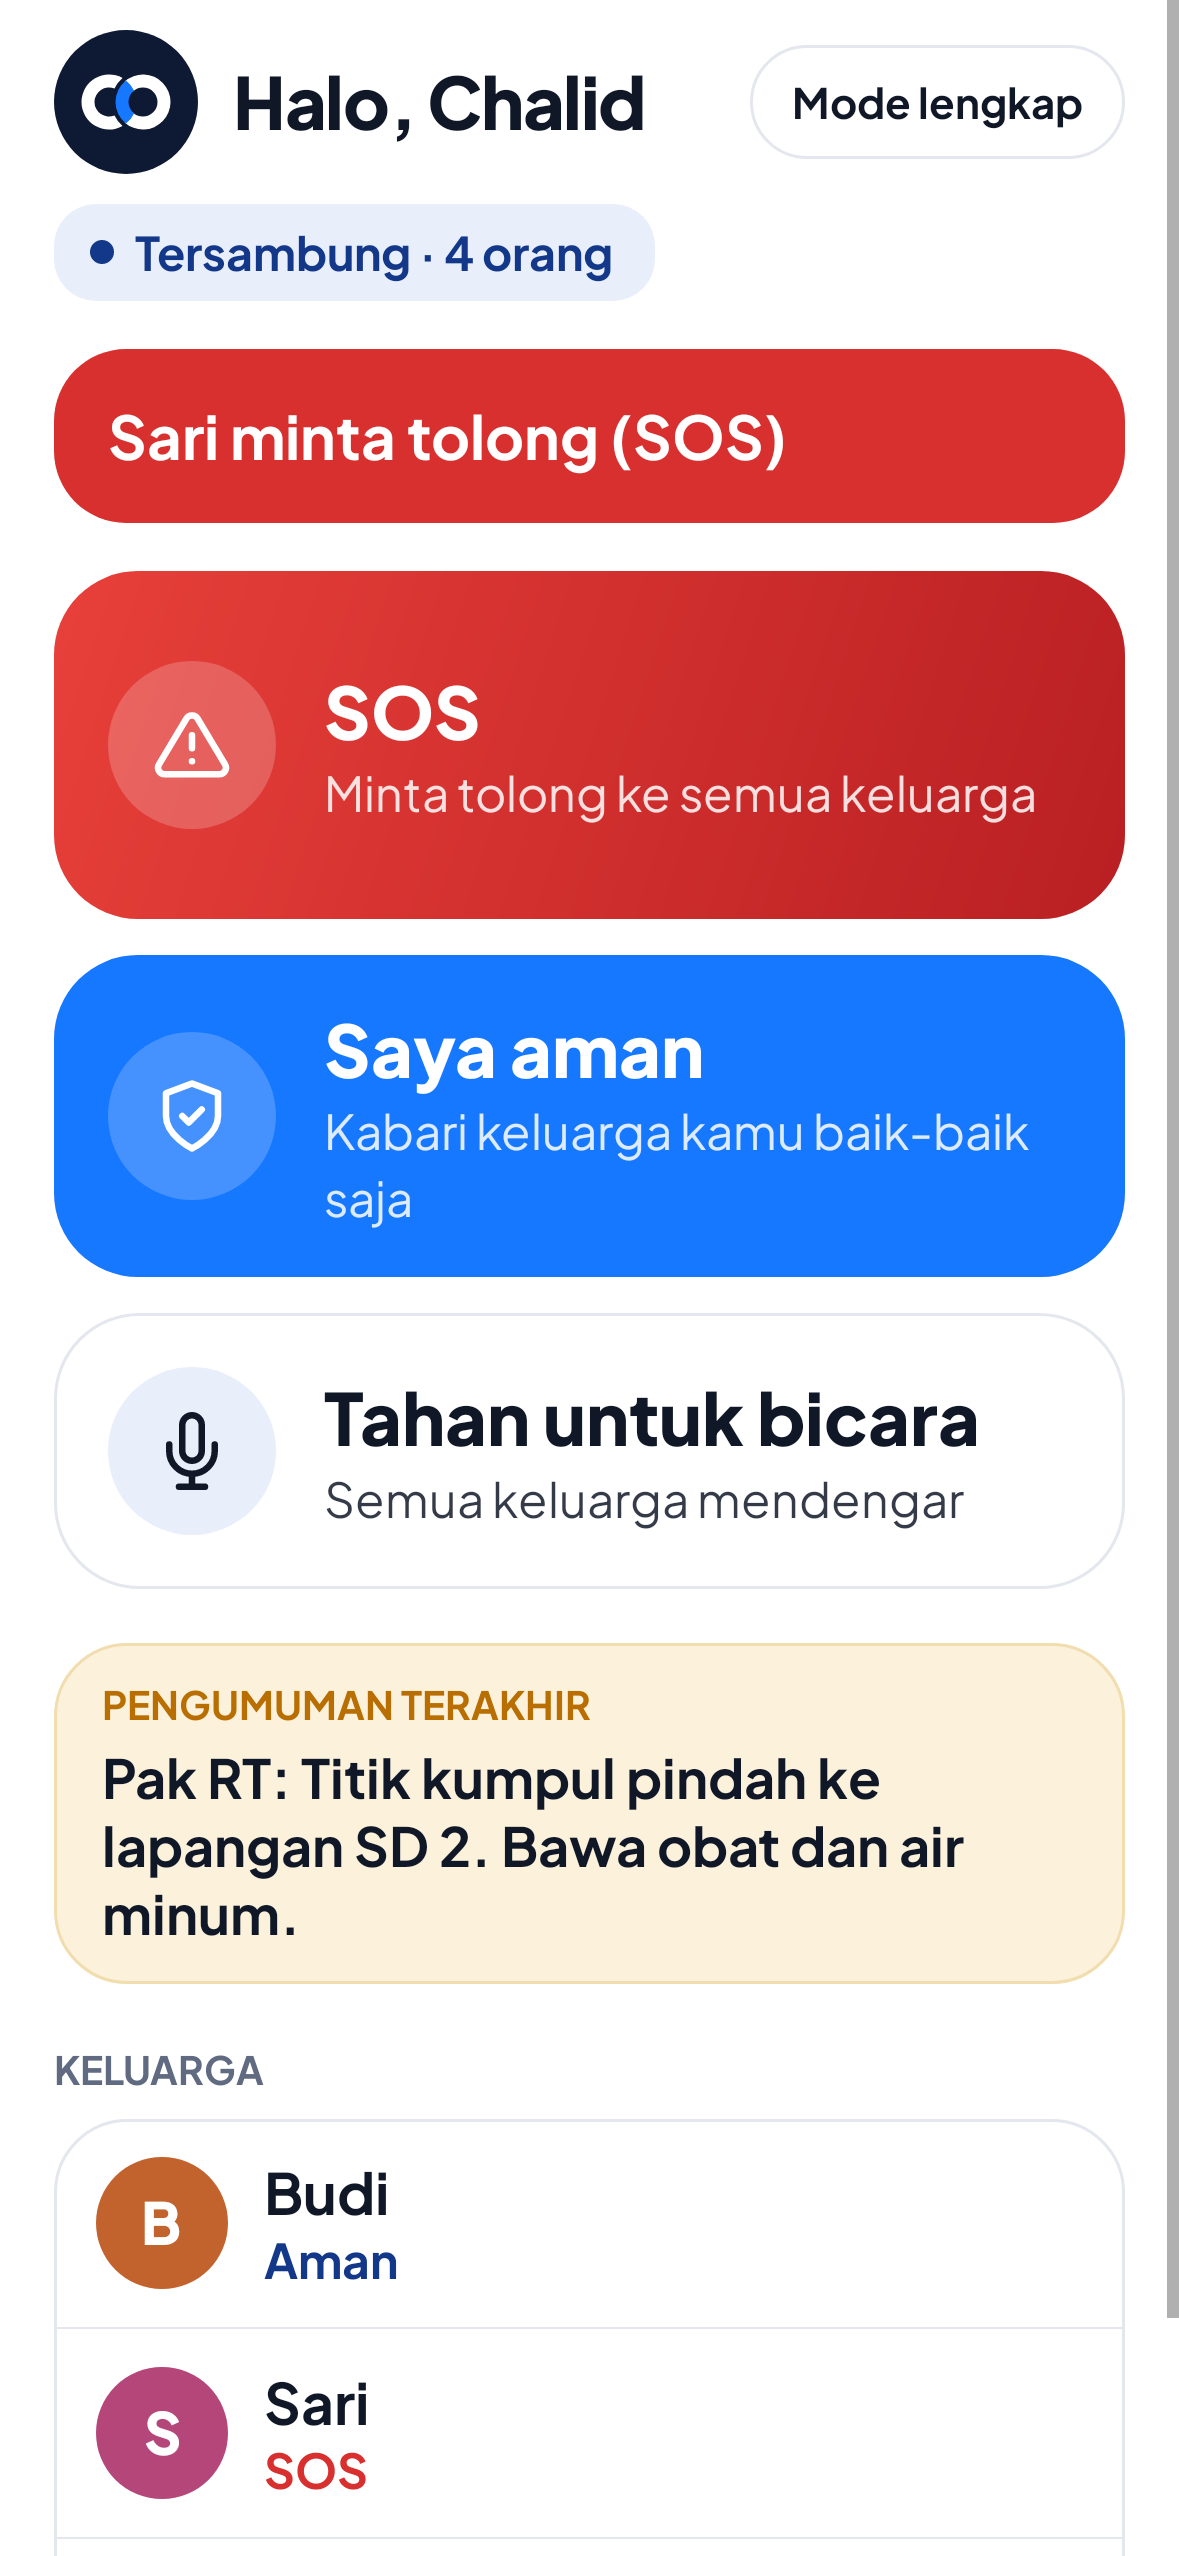 Halo, Chalid
Mode lengkap
Tersambung · 4 orang
Sari minta tolong (SOS)
SOS
Minta tolong ke semua keluarga
Saya aman
Kabari keluarga kamu baik-baik
saja
Tahan untuk bicara
Semua keluarga mendengar
PENGUMUMAN TERAKHIR
Pak RT: Titik kumpul pindah ke
lapangan SD 2. Bawa obat dan air
minum.
KELUARGA
B
Budi
Aman
S
Sari
SOS